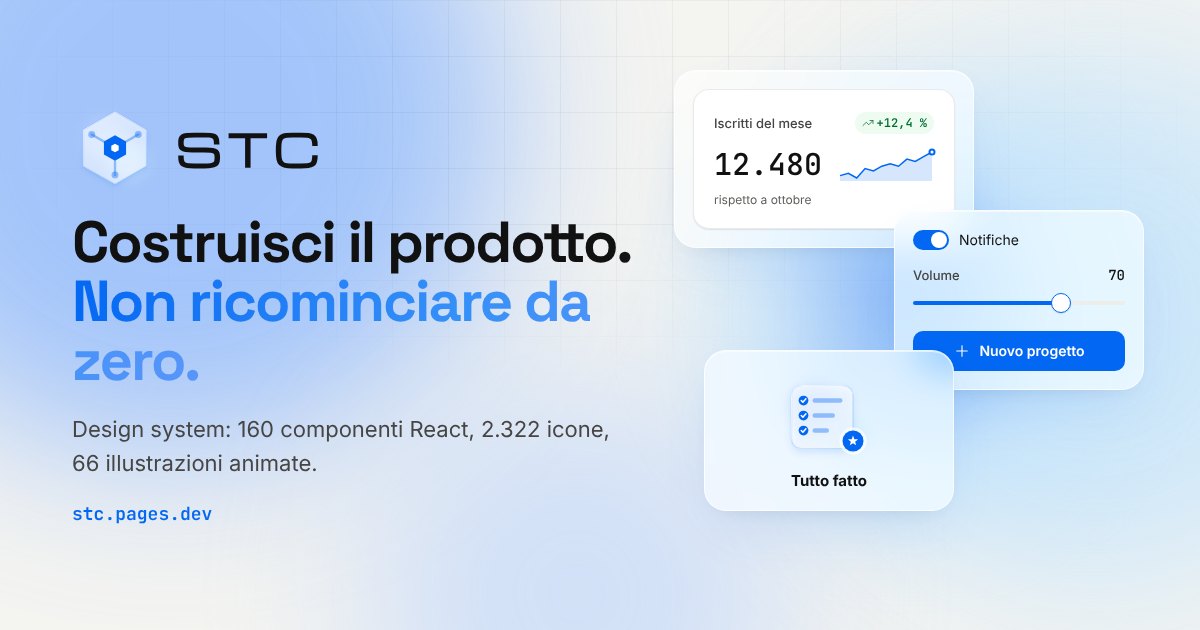 STC
Costruisci il prodotto.
Non ricominciare da
zero.
Design system: 160 componenti React, 2.322 icone,
66 illustrazioni animate.
stc.pages.dev
Iscritti del mese
+12,4 %
12.480
rispetto a ottobre
Notifiche
Volume 70
Nuovo progetto
Tutto fatto